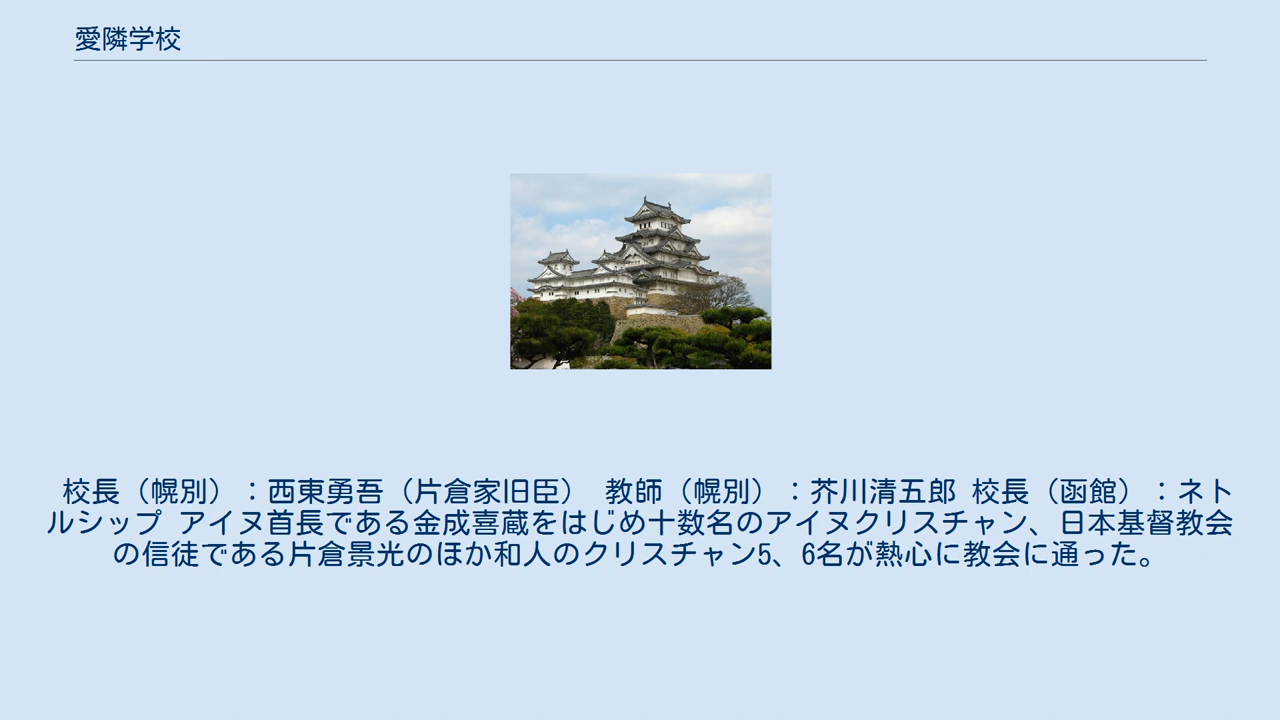 愛隣学校
校長（幌別）：西東勇吾（片倉家旧臣） 教師（幌別）：芥川清五郎 校長（函館）：ネト
ルシップ アイヌ首長である金成喜蔵をはじめ十数名のアイヌクリスチャン、日本基督教会
の信徒である片倉景光のほか和人のクリスチャン5、6名が熱心に教会に通った。